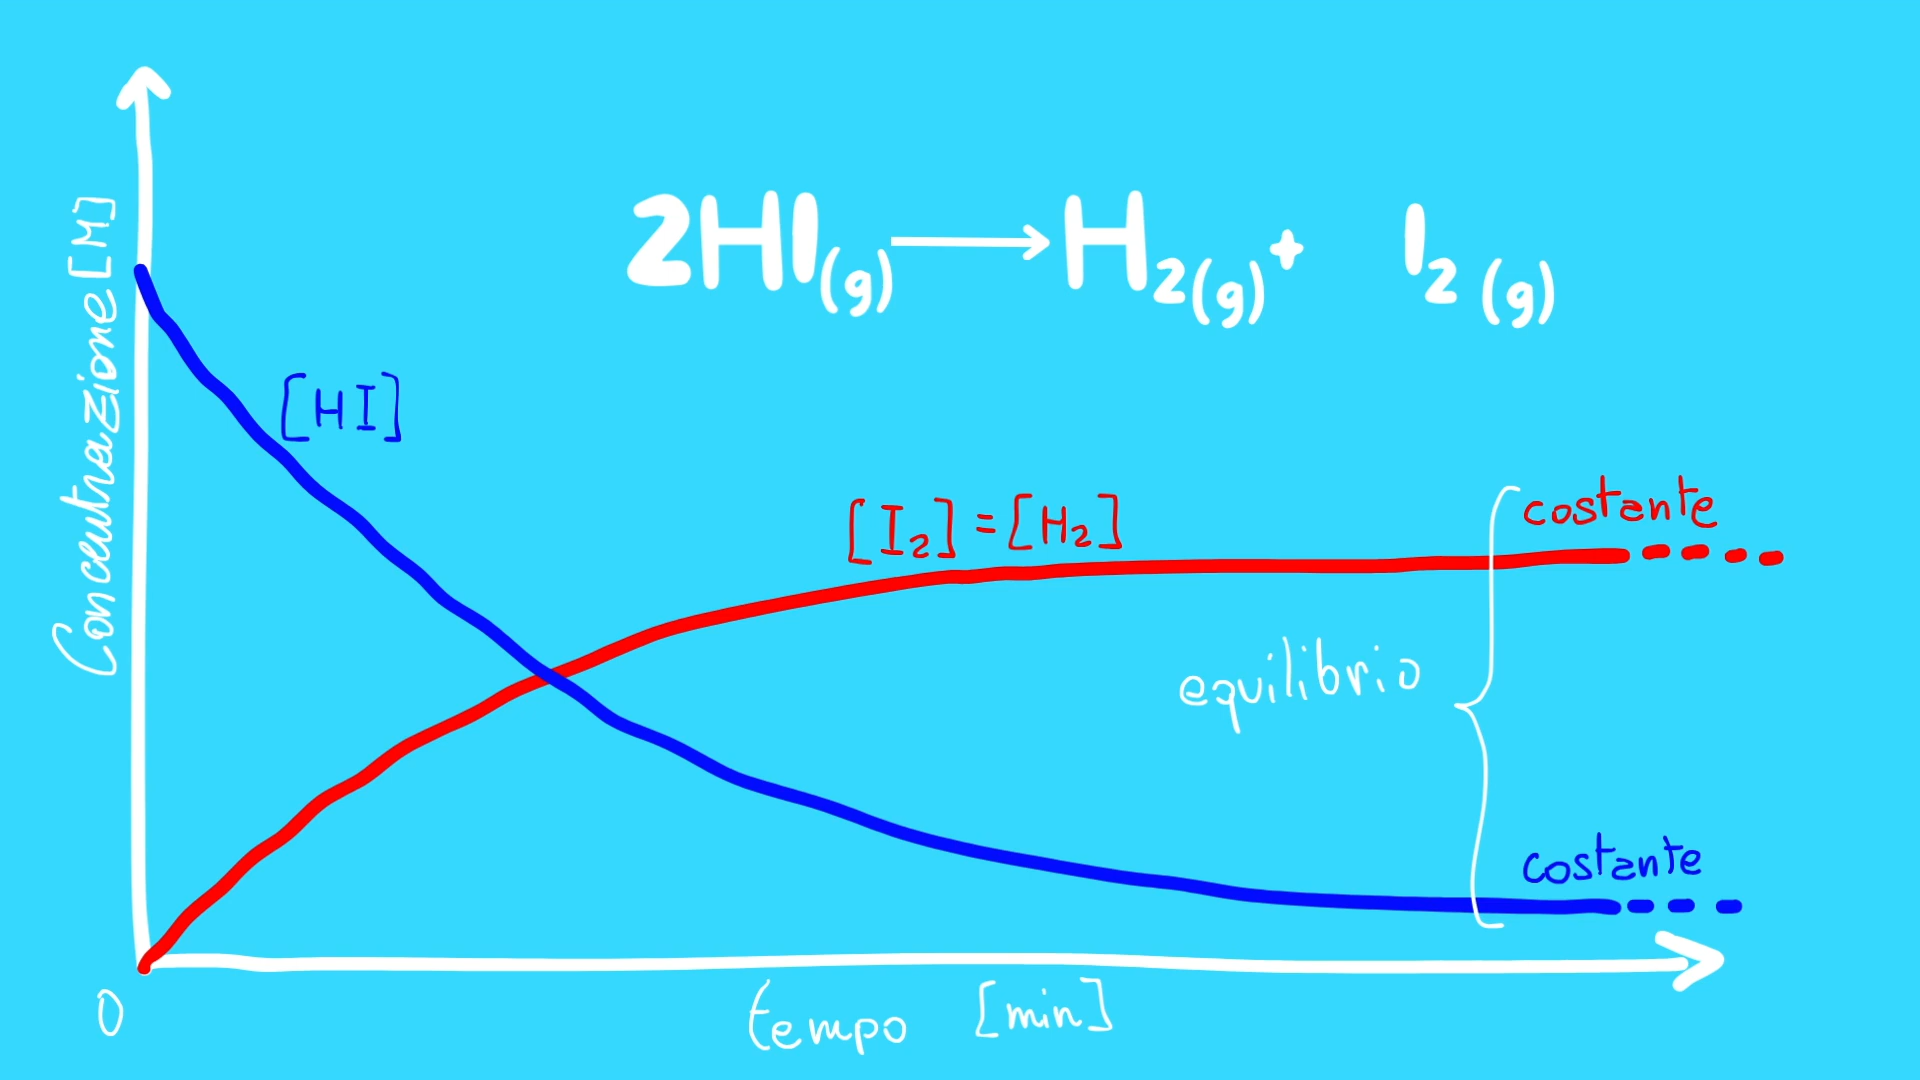 Concentrazione [M]
2HI(g) ⟶ H2(g) + I2 (g)
[HI]
[I2] = [H2]
costante
equilibrio
costante
0
tempo [min]